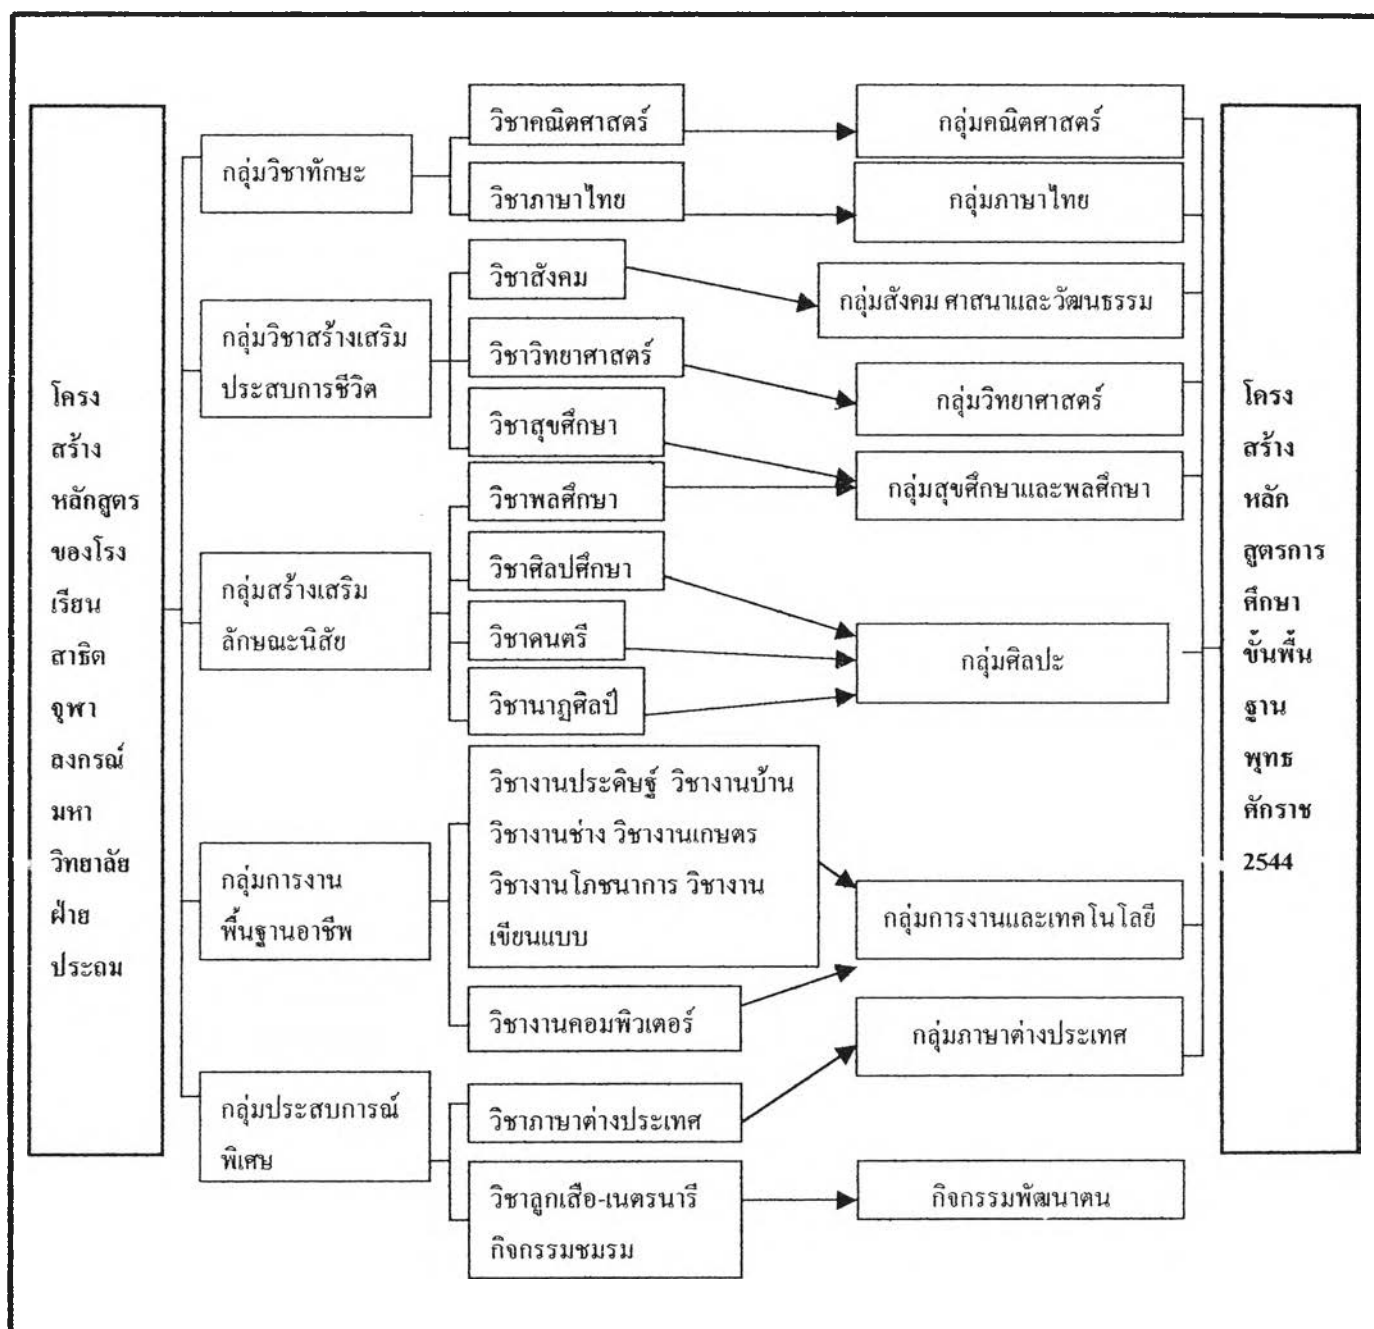 โครง
สร้าง
หลักสูตร
ของโรง
เรียน
สาธิต
จุฬา
ลงกรณ์
มหา
วิทยาลัย
ฝ่าย
ประถม
กลุ่มวิชาทักษะ
กลุ่มวิชาสร้างเสริม
ประสบการชีวิต
กลุ่มสร้างเสริม
ลักษณะนิสัย
กลุ่มการงาน
พื้นฐานอาชีพ
กลุ่มประสบการณ์
พิเศษ
วิชาคณิตศาสตร์
วิชาภาษาไทย
วิชาสังคม
วิชาวิทยาศาสตร์
วิชาสุขศึกษา
วิชาพลศึกษา
วิชาศิลปศึกษา
วิชาดนตรี
วิชานาฏศิลป์
วิชางานประดิษฐ์ วิชางานบ้าน
วิชางานช่าง วิชางานเกษตร
วิชางานโภชนาการ วิชางาน
เขียนแบบ
วิชางานคอมพิวเตอร์
วิชาภาษาต่างประเทศ
วิชาลูกเสือ-เนตรนารี
กิจกรรมชมรม
กลุ่มคณิตศาสตร์
กลุ่มภาษาไทย
กลุ่มสังคม ศาสนาและวัฒนธรรม
กลุ่มวิทยาศาสตร์
กลุ่มสุขศึกษาและพลศึกษา
กลุ่มศิลปะ
กลุ่มการงานและเทคโนโลยี
กลุ่มภาษาต่างประเทศ
กิจกรรมพัฒนาตน
โครง
สร้าง
หลัก
สูตรการ
ศึกษา
ขั้นพื้น
ฐาน
พุทธ
ศักราช
2544